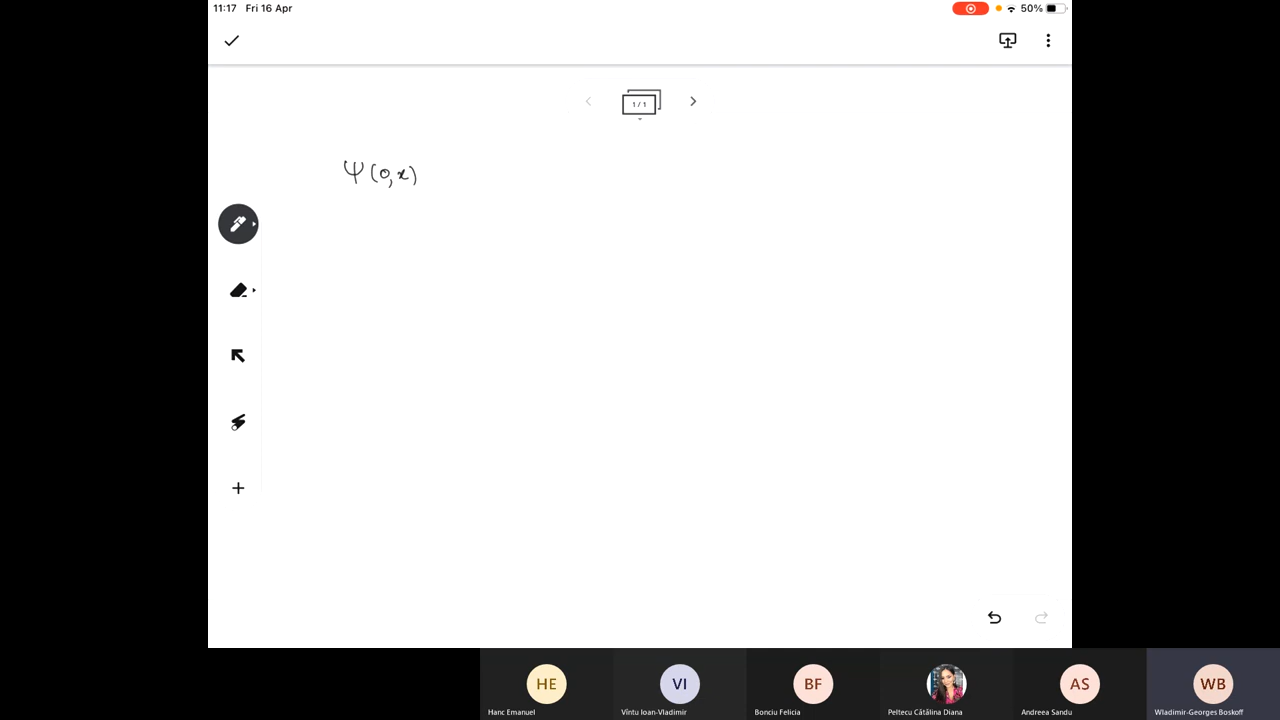 11:17 Fri 16 Apr 50%
1 / 1
Ψ(0,x)
HE VI BF AS WB
Hanc Emanuel Vîntu Ioan-Vladimir Bonciu Felicia Peltecu Cătălina Diana Andreea Sandu Wladimir-Georges Boskoff